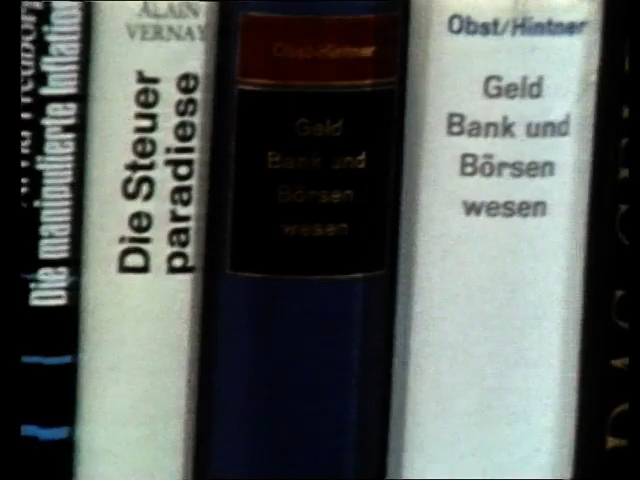 Die manipulierte Inflation
ALAIN
VERNAY
Die Steuer
paradiese
Obst/Hintner
Geld
Bank und
Börsen
wesen
Obst/Hintner
Geld
Bank und
Börsen
wesen